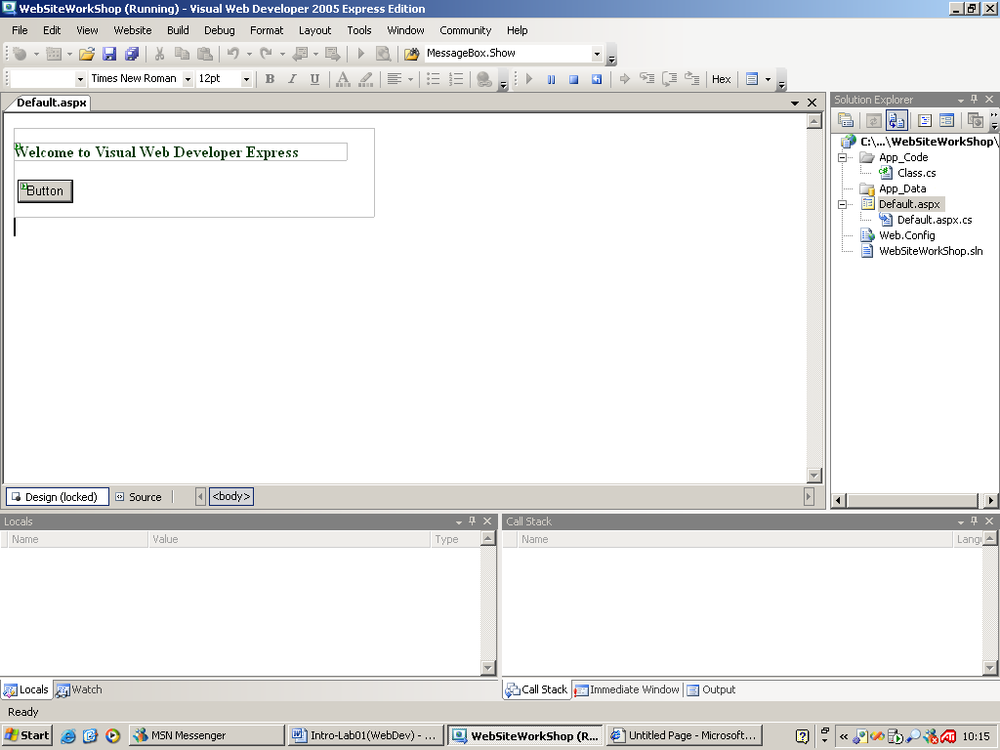 WebSiteWorkShop (Running) - Visual Web Developer 2005 Express Edition
File Edit View Website Build Debug Format Layout Tools Window Community Help
MessageBox.Show
Times New Roman 12pt B I U Hex
Default.aspx
Welcome to Visual Web Developer Express
Button
Design (locked) Source <body>
Solution Explorer
C:\...\WebSiteWorkShop\
App_Code
Class.cs
App_Data
Default.aspx
Default.aspx.cs
Web.Config
WebSiteWorkShop.sln
Locals
Name Value Type
Locals Watch
Call Stack
Name Langu
Call Stack Immediate Window Output
Ready
Start MSN Messenger Intro-Lab01(WebDev) - ... WebSiteWorkShop (R... Untitled Page - Microsoft... 10:15